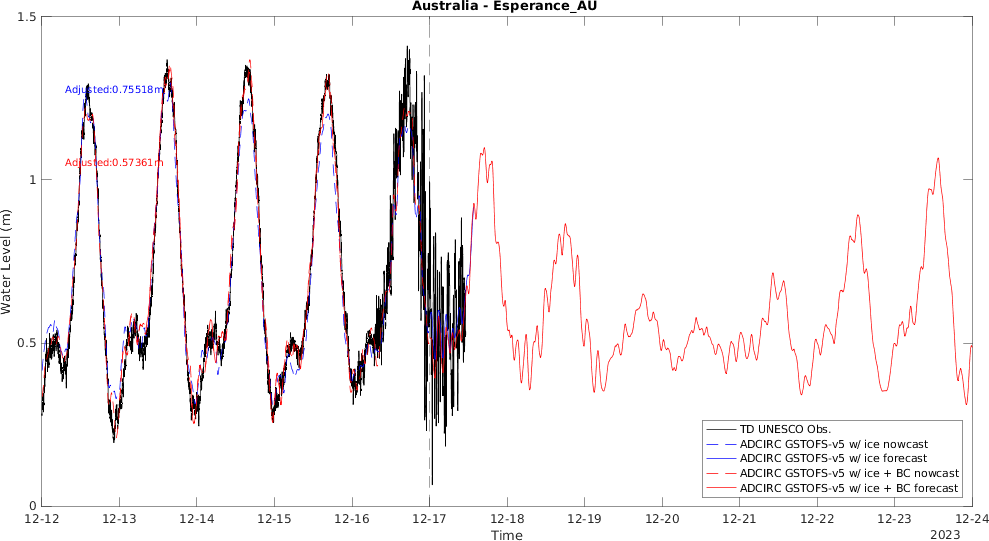 Australia - Esperance_AU
1.5
Adjusted:0.75518m
Adjusted:0.57361m
1
0.5
0
Water Level (m)
TD UNESCO Obs.
ADCIRC GSTOFS-v5 w/ ice nowcast
ADCIRC GSTOFS-v5 w/ ice forecast
ADCIRC GSTOFS-v5 w/ ice + BC nowcast
ADCIRC GSTOFS-v5 w/ ice + BC forecast
12-12 12-13 12-14 12-15 12-16 12-17 12-18 12-19 12-20 12-21 12-22 12-23 12-24
Time
2023